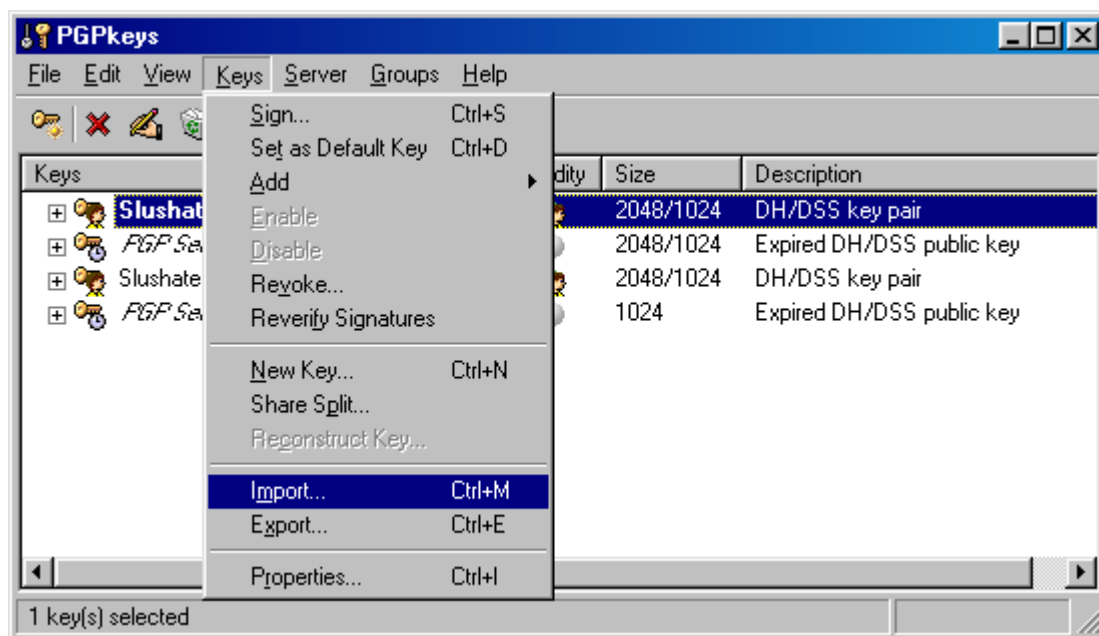 PGPkeys
File Edit View Keys Server Groups Help
Keys dity Size Description
Slushat 2048/1024 DH/DSS key pair
PGP Se 2048/1024 Expired DH/DSS public key
Slushate 2048/1024 DH/DSS key pair
PGP Se 1024 Expired DH/DSS public key
Sign... Ctrl+S
Set as Default Key Ctrl+D
Add
Enable
Disable
Revoke...
Reverify Signatures
New Key... Ctrl+N
Share Split...
Reconstruct Key...
Import... Ctrl+M
Export... Ctrl+E
Properties... Ctrl+I
1 key(s) selected